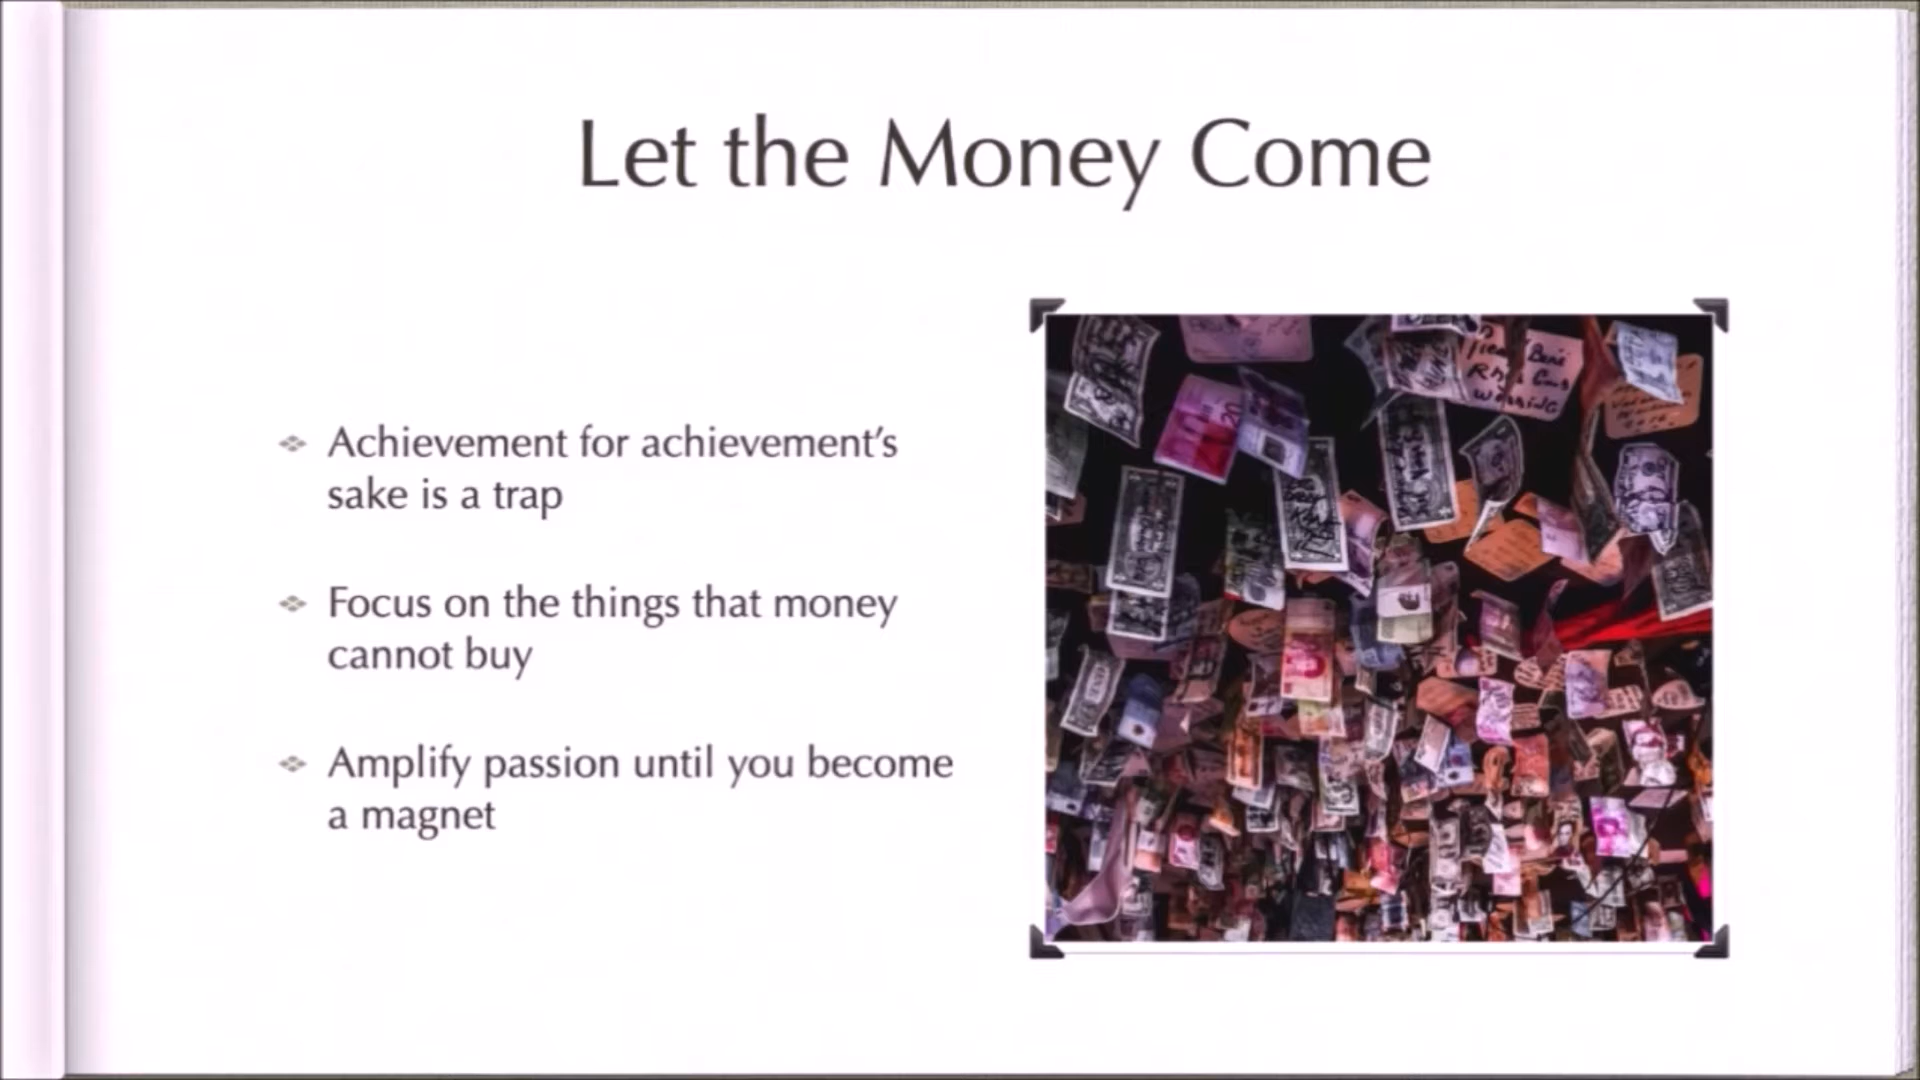 Let the Money Come
Achievement for achievement's
sake is a trap
Focus on the things that money
cannot buy
Amplify passion until you become
a magnet